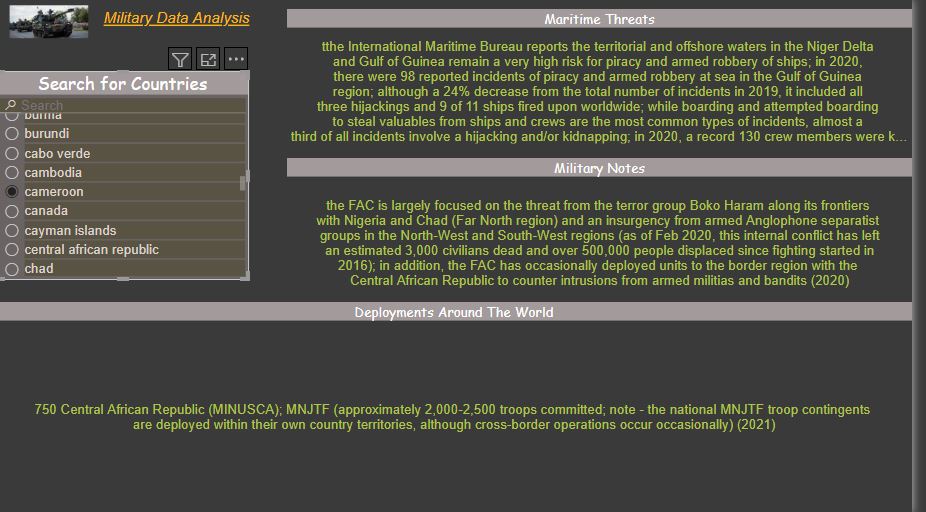 Military Data Analysis
Search for Countries
Search
burma
burundi
cabo verde
cambodia
cameroon
canada
cayman islands
central african republic
chad
Maritime Threats
tthe International Maritime Bureau reports the territorial and offshore waters in the Niger Delta
and Gulf of Guinea remain a very high risk for piracy and armed robbery of ships; in 2020,
there were 98 reported incidents of piracy and armed robbery at sea in the Gulf of Guinea
region; although a 24% decrease from the total number of incidents in 2019, it included all
three hijackings and 9 of 11 ships fired upon worldwide; while boarding and attempted boarding
to steal valuables from ships and crews are the most common types of incidents, almost a
third of all incidents involve a hijacking and/or kidnapping; in 2020, a record 130 crew members were k...
Military Notes
the FAC is largely focused on the threat from the terror group Boko Haram along its frontiers
with Nigeria and Chad (Far North region) and an insurgency from armed Anglophone separatist
groups in the North-West and South-West regions (as of Feb 2020, this internal conflict has left
an estimated 3,000 civilians dead and over 500,000 people displaced since fighting started in
2016); in addition, the FAC has occasionally deployed units to the border region with the
Central African Republic to counter intrusions from armed militias and bandits (2020)
Deployments Around The World
750 Central African Republic (MINUSCA); MNJTF (approximately 2,000-2,500 troops committed; note - the national MNJTF troop contingents
are deployed within their own country territories, although cross-border operations occur occasionally) (2021)